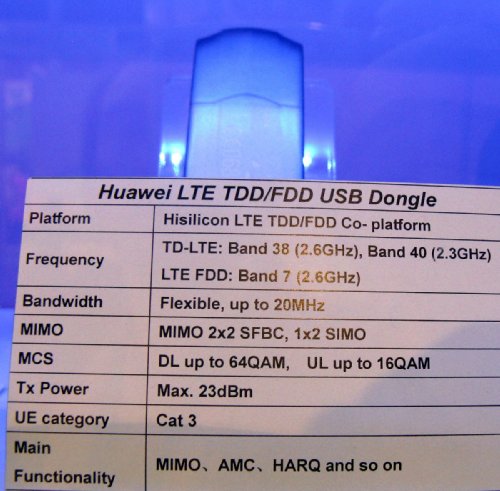 Huawei LTE TDD/FDD USB Dongle
Platform Hisilicon LTE TDD/FDD Co- platform
Frequency TD-LTE: Band 38 (2.6GHz), Band 40 (2.3GHz)
LTE FDD: Band 7 (2.6GHz)
Bandwidth Flexible, up to 20MHz
MIMO MIMO 2x2 SFBC, 1x2 SIMO
MCS DL up to 64QAM, UL up to 16QAM
Tx Power Max. 23dBm
UE category Cat 3
Main
Functionality MIMO、AMC、HARQ and so on